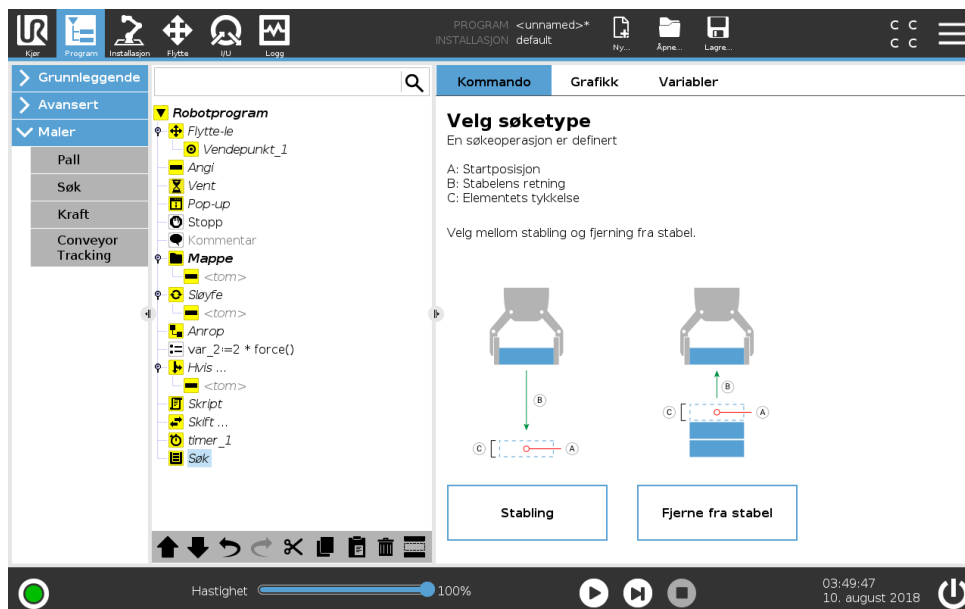 UR
Kjør
Program
Installasjon
Flytte
I/U
Logg
PROGRAM <unnamed>*
INSTALLASJON default
Ny...
Åpne...
Lagre...
C C
C C
Grunnleggende
Avansert
Maler
Pall
Søk
Kraft
Conveyor
Tracking
Robotprogram
Flytte-le
Vendepunkt_1
Angi
Vent
Pop-up
Stopp
Kommentar
Mappe
<tom>
Sløyfe
<tom>
Anrop
var_2:=2 * force()
Hvis ...
<tom>
Skript
Skift ...
timer_1
Søk
Kommando
Grafikk
Variabler
Velg søketype
En søkeoperasjon er definert
A: Startposisjon
B: Stabelens retning
C: Elementets tykkelse
Velg mellom stabling og fjerning fra stabel.
B
C
A
B
C
A
Stabling
Fjerne fra stabel
Hastighet
100%
03:49:47
10. august 2018